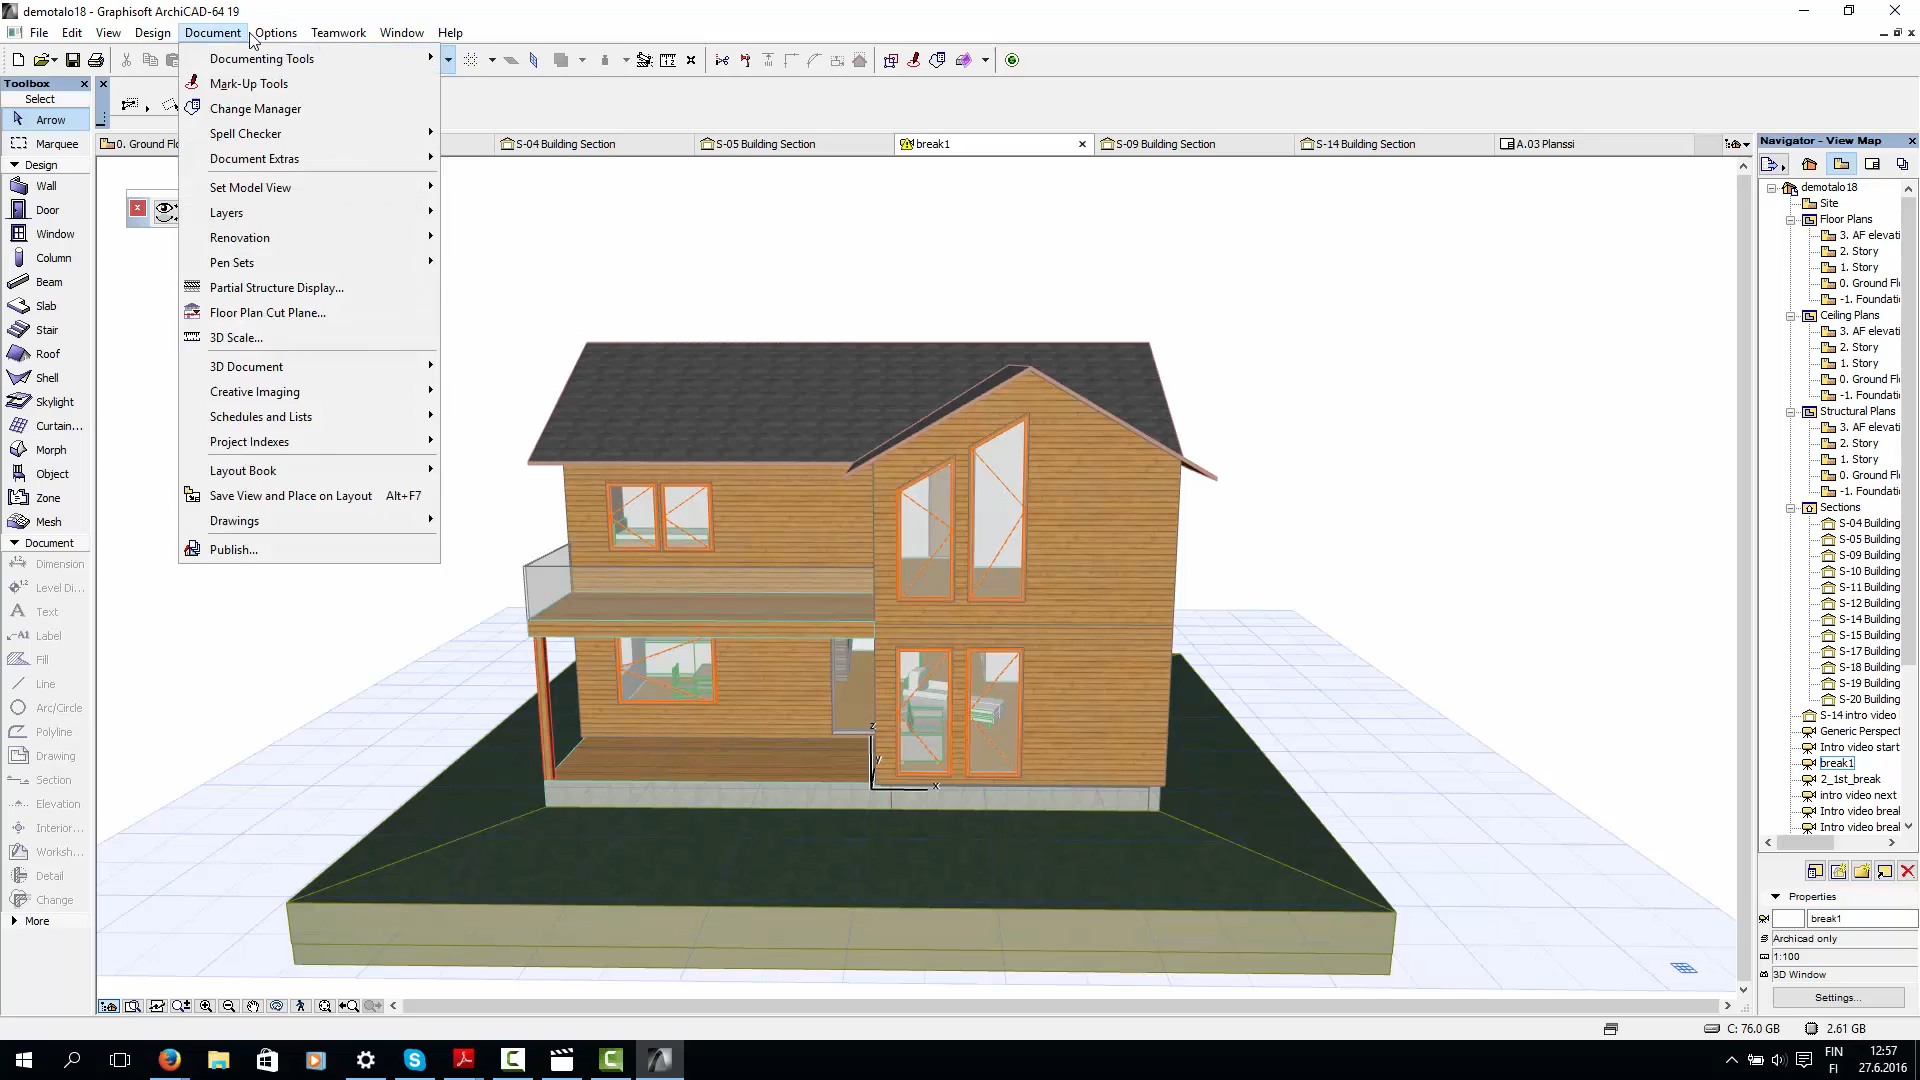 demotalo18 - Graphisoft ArchiCAD-64 19
File Edit View Design Document Options Teamwork Window Help
Toolbox
Select
Arrow
Marquee
Design
Wall
Door
Window
Column
Beam
Slab
Stair
Roof
Shell
Skylight
Curtain...
Morph
Object
Zone
Mesh
Document
Dimension
Level Di...
Text
Label
Fill
Line
Arc/Circle
Polyline
Drawing
Section
Elevation
Interior...
Worksh...
Detail
Change
More
Documenting Tools
Mark-Up Tools
Change Manager
Spell Checker
Document Extras
Set Model View
Layers
Renovation
Pen Sets
Partial Structure Display...
Floor Plan Cut Plane...
3D Scale...
3D Document
Creative Imaging
Schedules and Lists
Project Indexes
Layout Book
Save View and Place on Layout Alt+F7
Drawings
Publish...
0. Ground Flo
S-04 Building Section
S-05 Building Section
break1
S-09 Building Section
S-14 Building Section
A.03 Planssi
z
y
x
Navigator - View Map
demotalo18
Site
Floor Plans
3. AF elevati
2. Story
1. Story
0. Ground Fl
-1. Foundati
Ceiling Plans
3. AF elevati
2. Story
1. Story
0. Ground Fl
-1. Foundati
Structural Plans
3. AF elevati
2. Story
1. Story
0. Ground Fl
-1. Foundati
Sections
S-04 Building
S-05 Building
S-09 Building
S-10 Building
S-11 Building
S-12 Building
S-14 Building
S-15 Building
S-17 Building
S-18 Building
S-19 Building
S-20 Building
S-14 intro video
Generic Perspect
Intro video start
break1
2_1st_break
intro video next
Intro video break
Intro video break
Properties
break1
Archicad only
1:100
3D Window
Settings...
C: 76.0 GB
2.61 GB
FIN
FI
12:57
27.6.2016